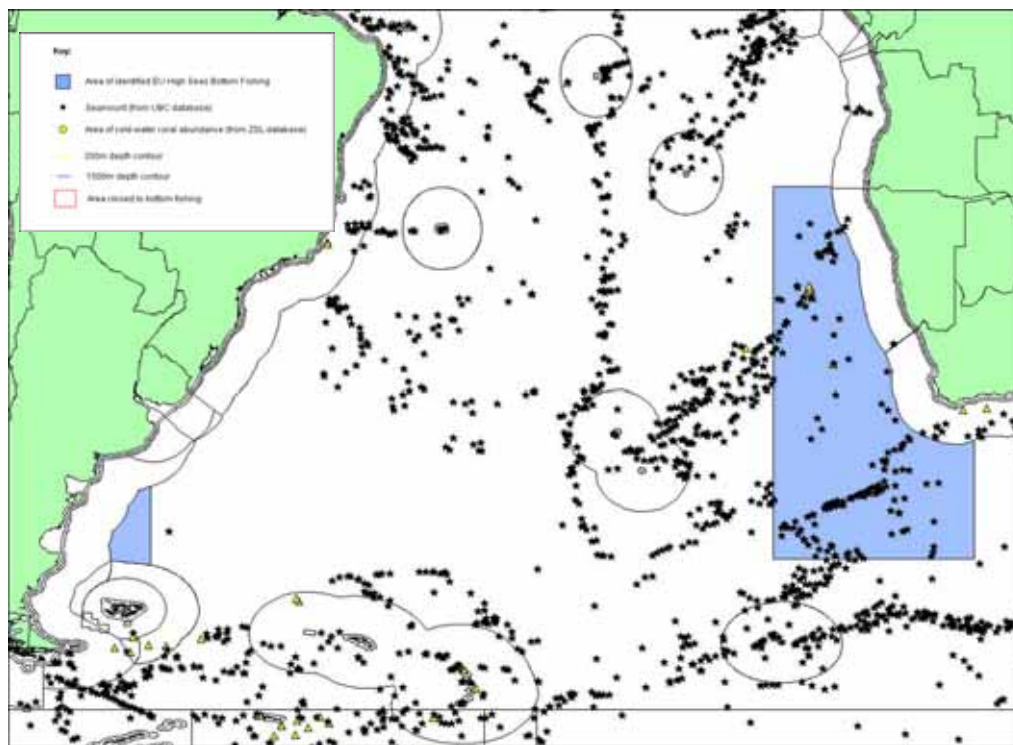 Key:
Area of identified EU High Seas Bottom Fishing
Seamount (from UBC database)
Area of cold-water coral abundance (from ZSL database)
200m depth contour
1500m depth contour
Area closed to bottom fishing